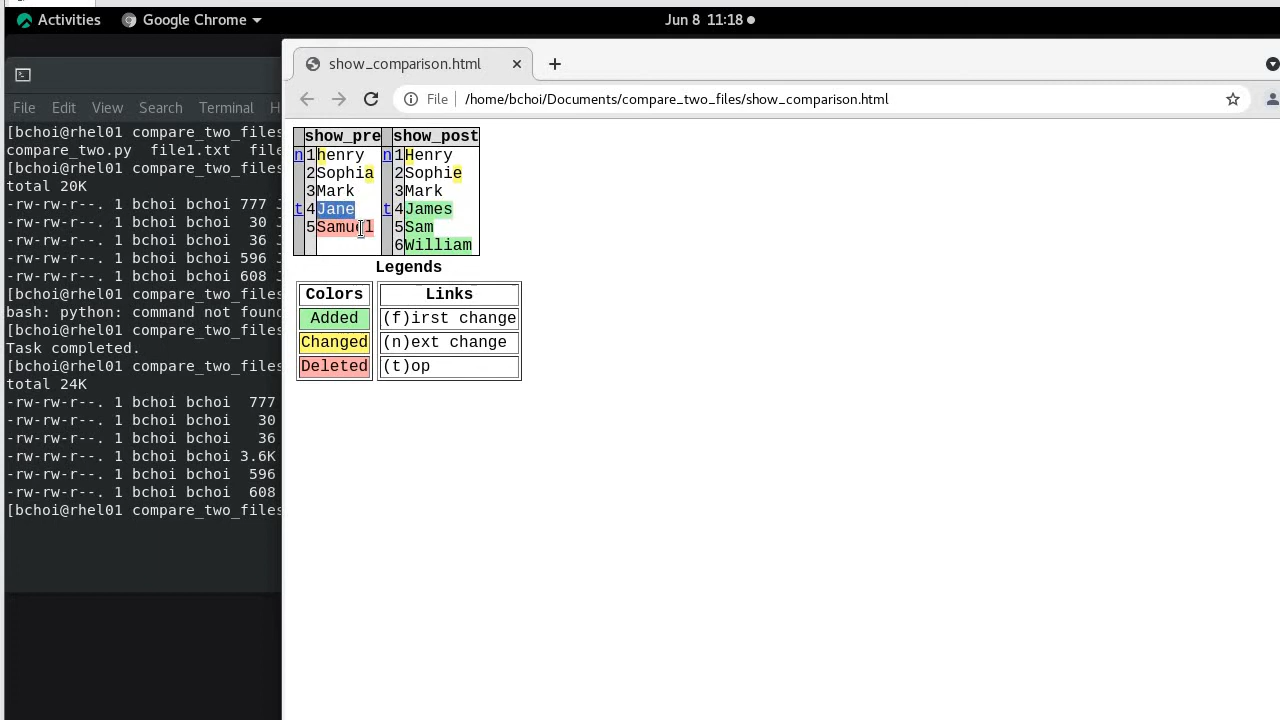 Activities Google Chrome Jun 8 11:18
show_comparison.html
File Edit View Search Terminal H
File /home/bchoi/Documents/compare_two_files/show_comparison.html
[bchoi@rhel01 compare_two_files
compare_two.py file1.txt file
[bchoi@rhel01 compare_two_files
total 20K
-rw-rw-r--. 1 bchoi bchoi 777 J
-rw-rw-r--. 1 bchoi bchoi 30 J
-rw-rw-r--. 1 bchoi bchoi 36 J
-rw-rw-r--. 1 bchoi bchoi 596 J
-rw-rw-r--. 1 bchoi bchoi 608 J
[bchoi@rhel01 compare_two_files
bash: python: command not found
[bchoi@rhel01 compare_two_files
Task completed.
[bchoi@rhel01 compare_two_files
total 24K
-rw-rw-r--. 1 bchoi bchoi 777
-rw-rw-r--. 1 bchoi bchoi 30
-rw-rw-r--. 1 bchoi bchoi 36
-rw-rw-r--. 1 bchoi bchoi 3.6K
-rw-rw-r--. 1 bchoi bchoi 596
-rw-rw-r--. 1 bchoi bchoi 608
[bchoi@rhel01 compare_two_files
show_pre show_post
n 1 henry n 1 Henry
2 Sophia 2 Sophie
3 Mark 3 Mark
t 4 Jane t 4 James
5 Samuel 5 Sam
6 William
Legends
Colors Links
Added (f)irst change
Changed (n)ext change
Deleted (t)op